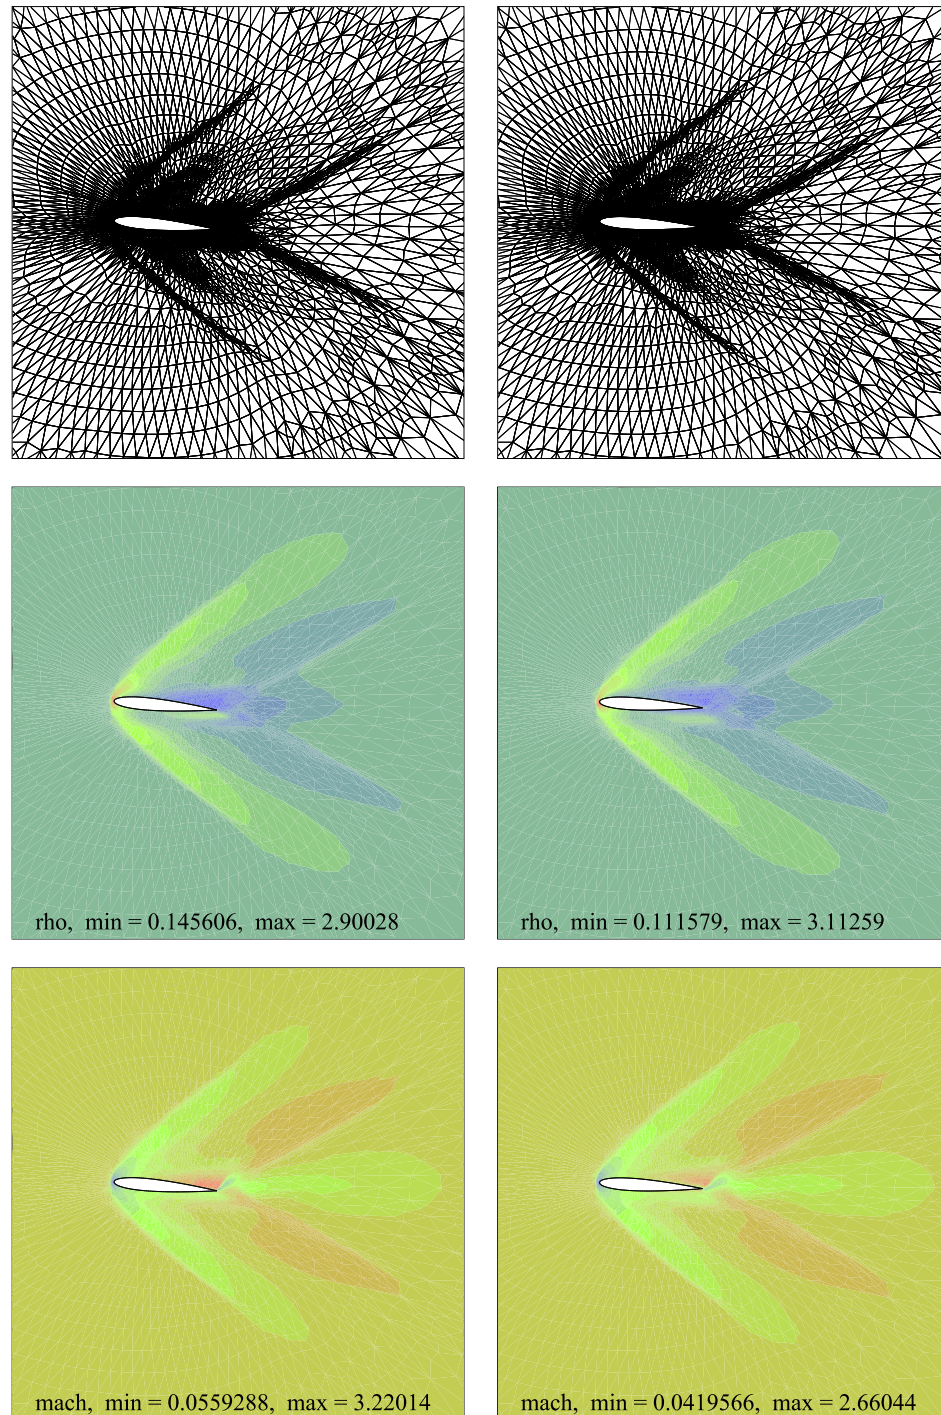 rho, min = 0.145606, max = 2.90028
rho, min = 0.111579, max = 3.11259
mach, min = 0.0559288, max = 3.22014
mach, min = 0.0419566, max = 2.66044